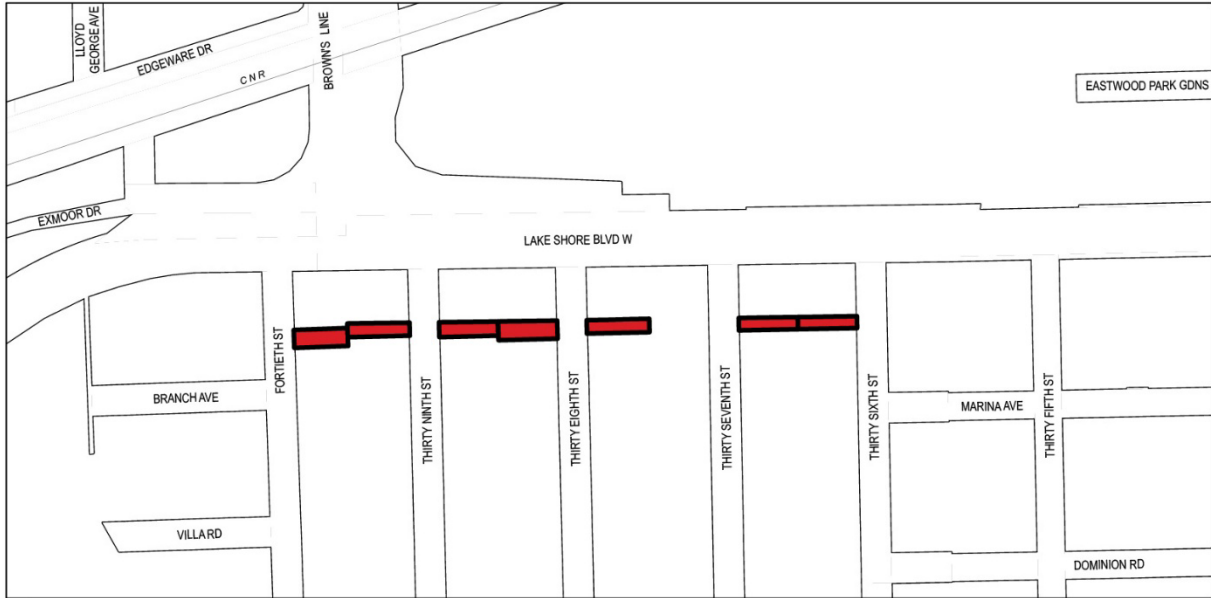 LLOYD
GEORGE AVE
EDGEWARE DR
C N R
BROWN'S LINE
EASTWOOD PARK GDNS
EXMOOR DR
LAKE SHORE BLVD W
FORTIETH ST
THIRTY NINTH ST
THIRTY EIGHTH ST
THIRTY SEVENTH ST
THIRTY SIXTH ST
THIRTY FIFTH ST
BRANCH AVE
MARINA AVE
VILLA RD
DOMINION RD